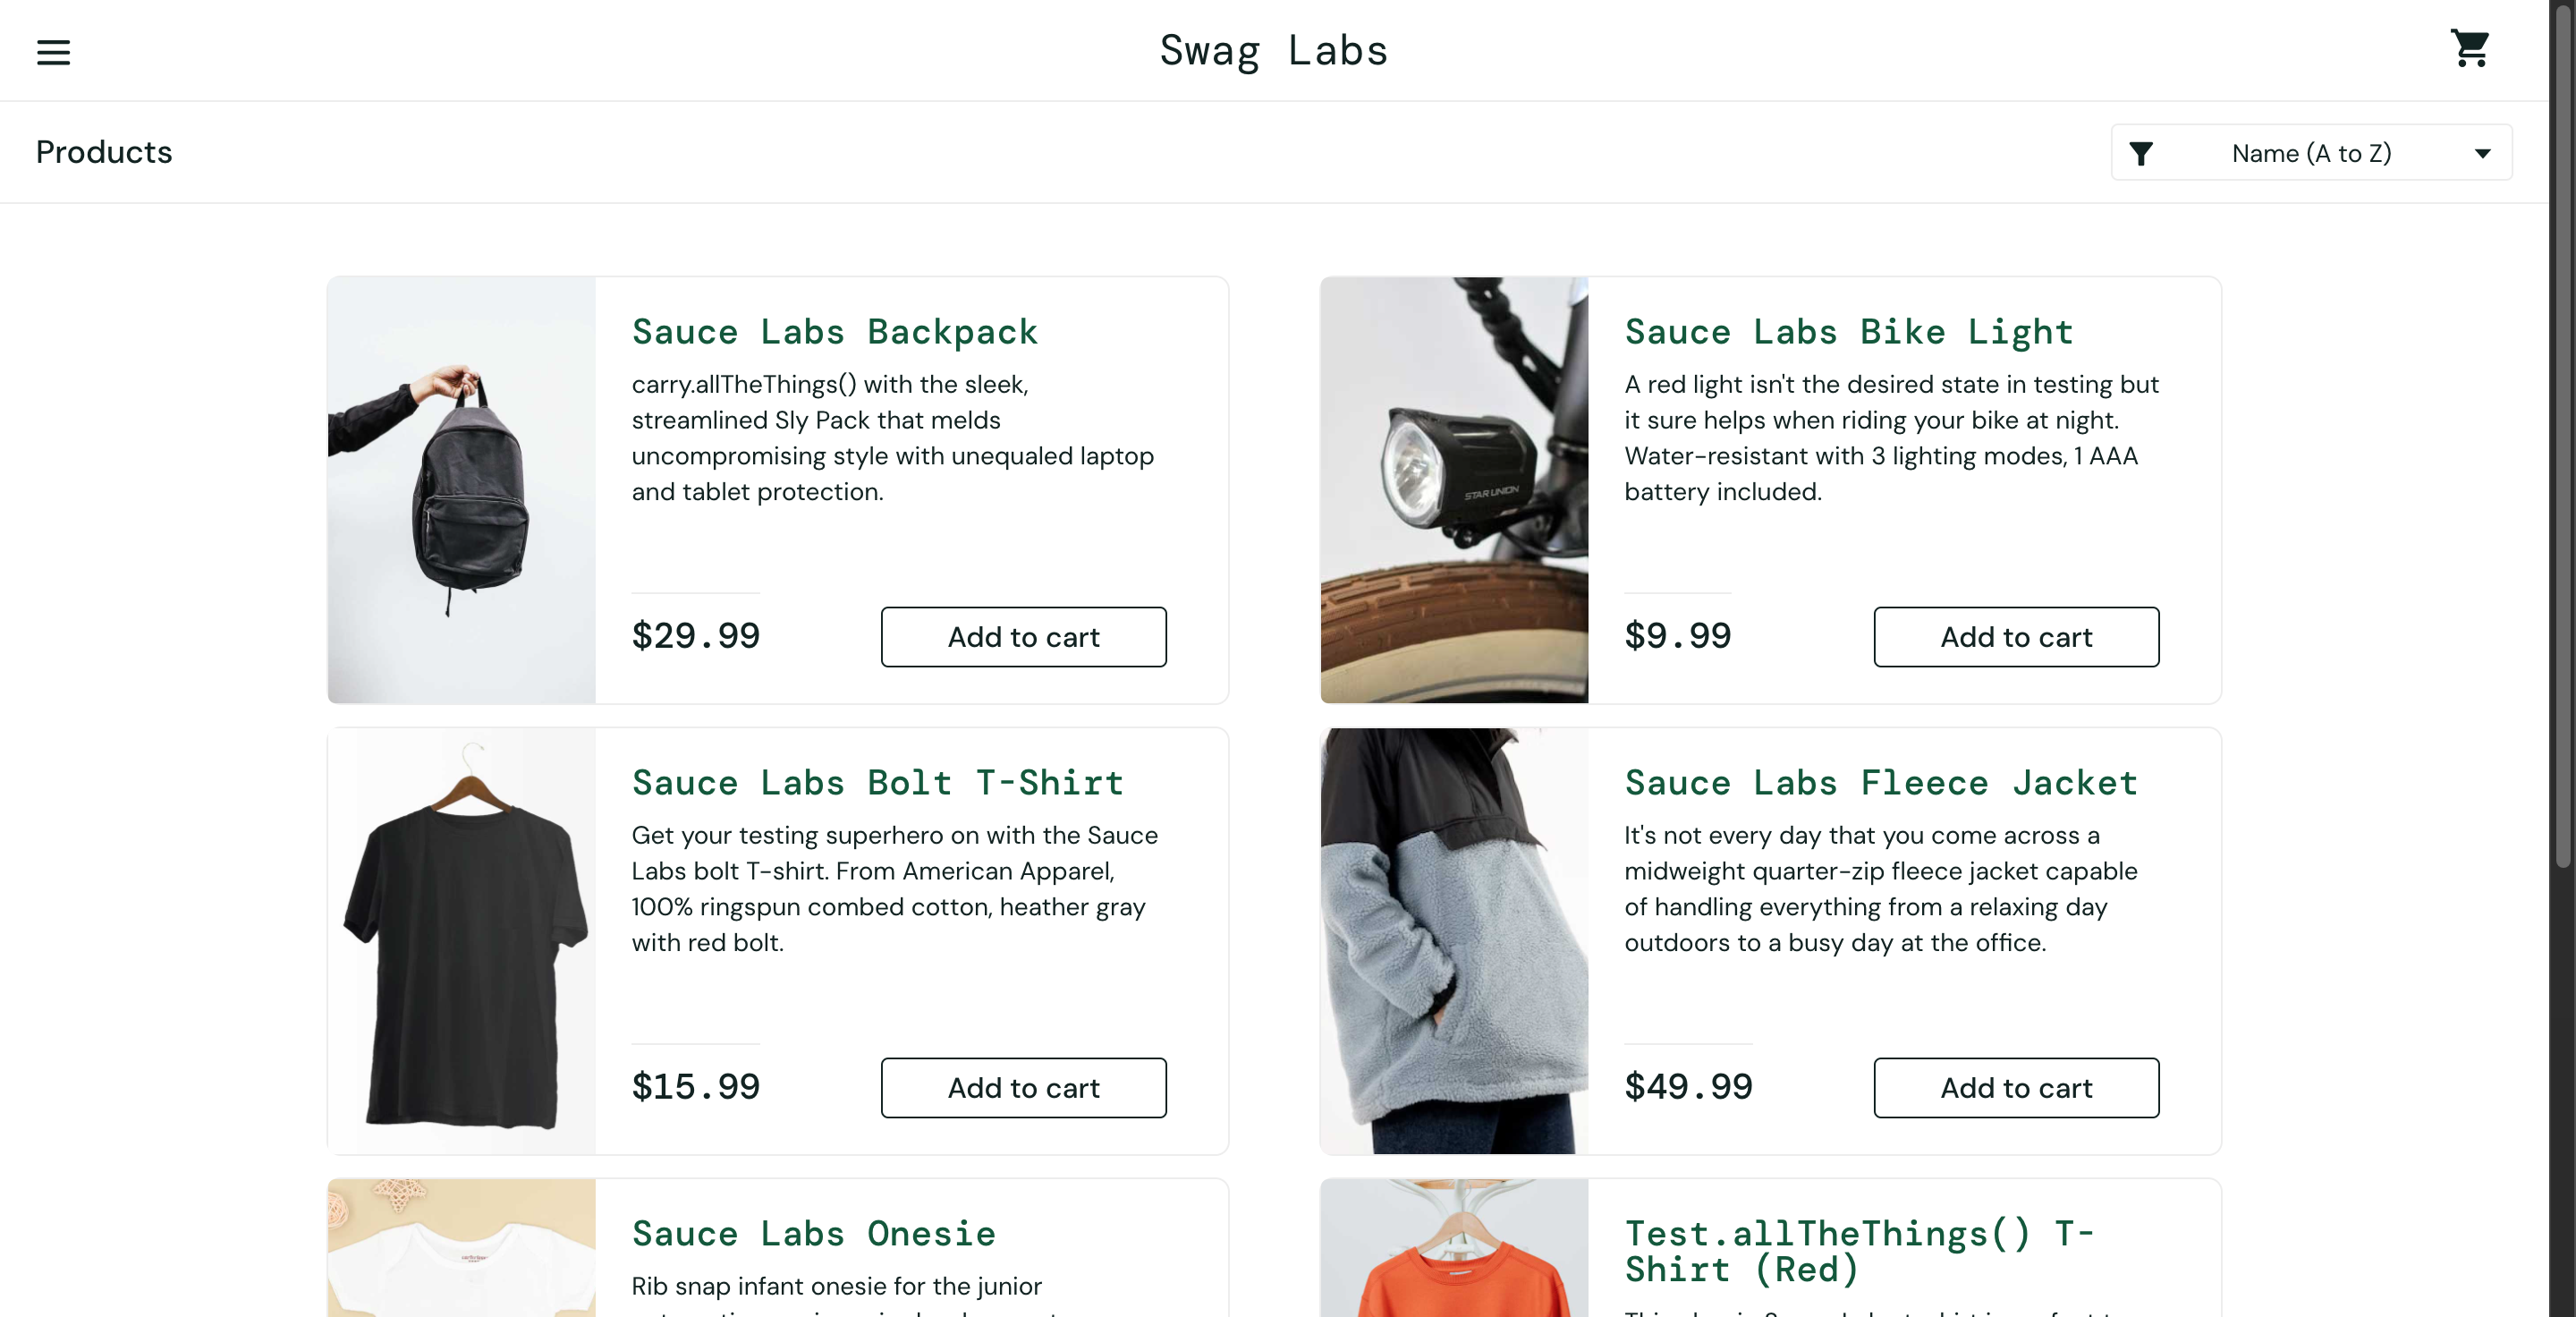 Swag Labs
Products
Name (A to Z)
Sauce Labs Backpack
carry.allTheThings() with the sleek,
streamlined Sly Pack that melds
uncompromising style with unequaled laptop
and tablet protection.
$29.99
Add to cart
Sauce Labs Bike Light
A red light isn't the desired state in testing but
it sure helps when riding your bike at night.
Water-resistant with 3 lighting modes, 1 AAA
battery included.
STAR UNION
$9.99
Add to cart
Sauce Labs Bolt T-Shirt
Get your testing superhero on with the Sauce
Labs bolt T-shirt. From American Apparel,
100% ringspun combed cotton, heather gray
with red bolt.
$15.99
Add to cart
Sauce Labs Fleece Jacket
It's not every day that you come across a
midweight quarter-zip fleece jacket capable
of handling everything from a relaxing day
outdoors to a busy day at the office.
$49.99
Add to cart
Sauce Labs Onesie
Rib snap infant onesie for the junior
Test.allTheThings() T-
Shirt (Red)